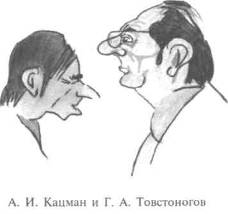 А. И. Кацман и Г. А. Товстоногов